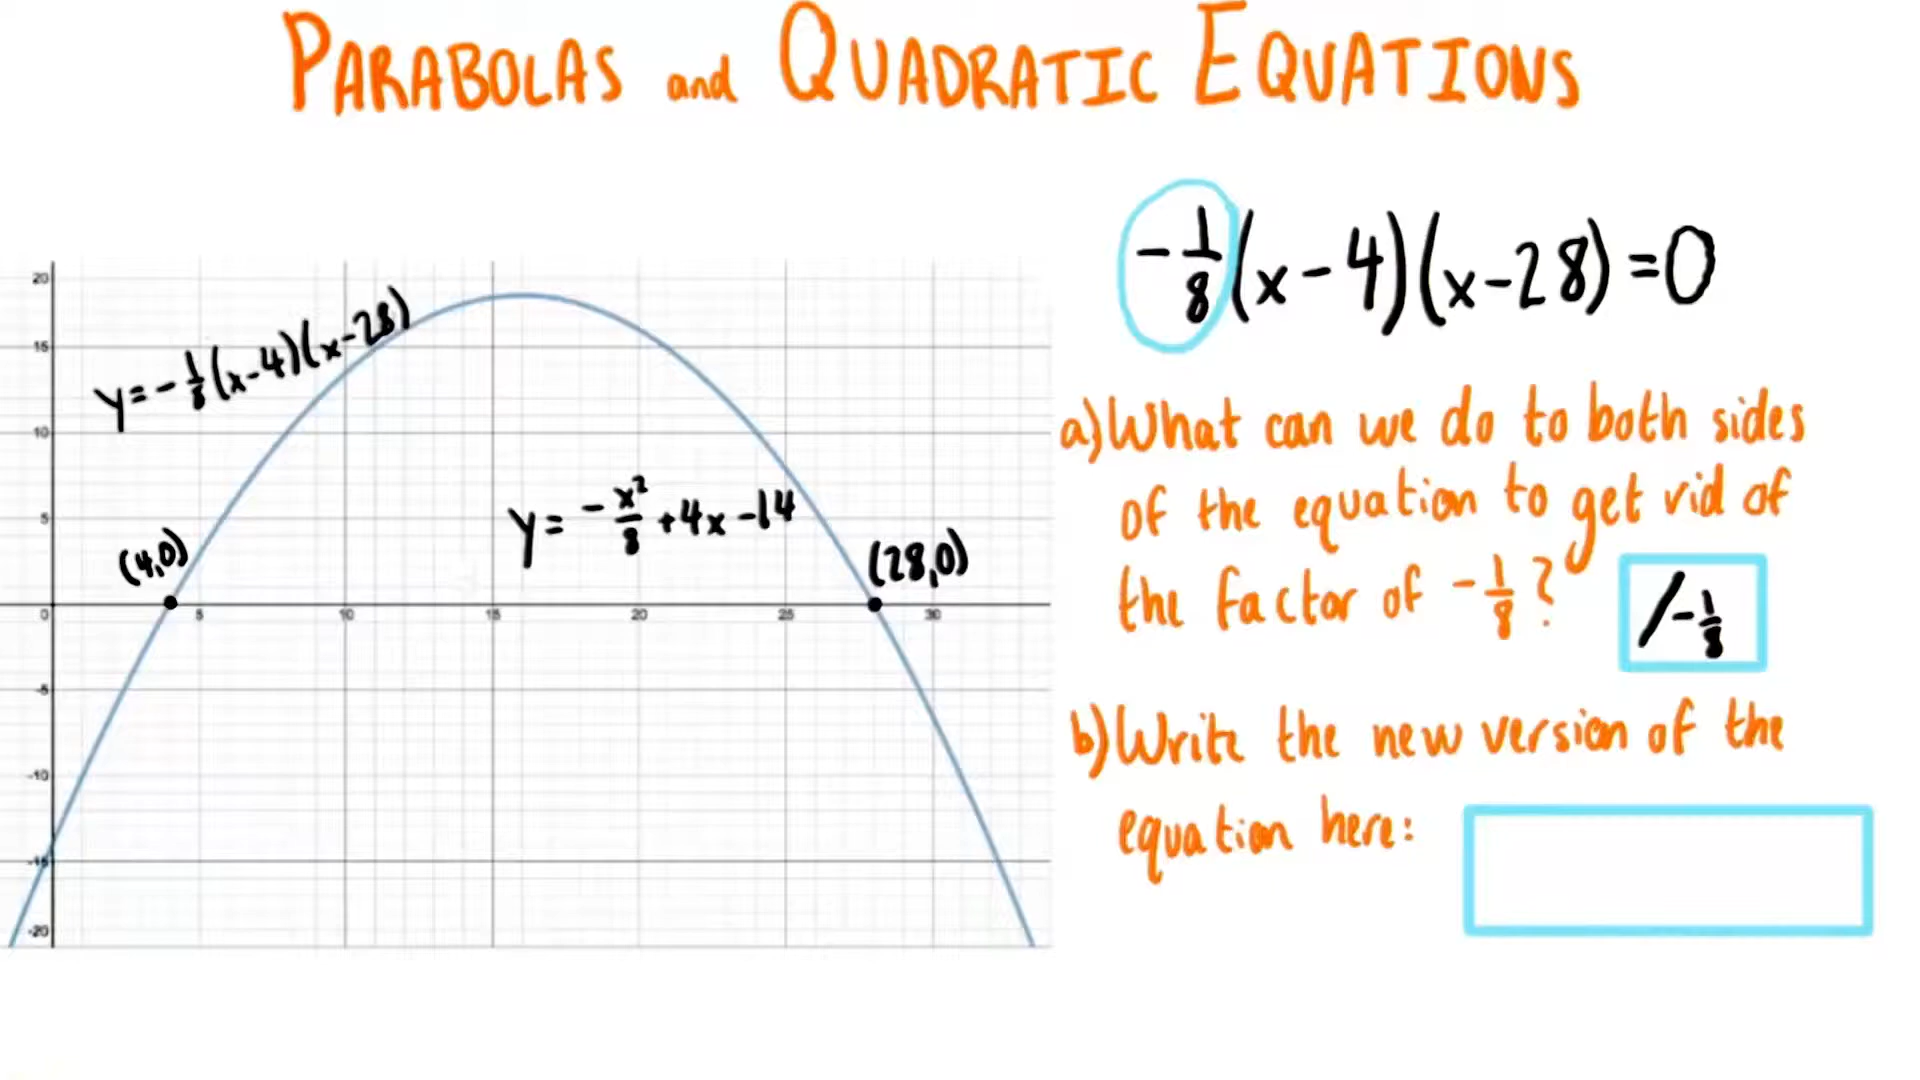 PARABOLAS and QUADRATIC EQUATIONS
-1/8(x-4)(x-28)=0
a) What can we do to both sides
of the equation to get rid of
the factor of -1/8?
/-1/8
b) Write the new version of the
equation here:
y=-1/8(x-4)(x-28)
y=-x²/8+4x-14
(4,0)
(28,0)
20
15
10
5
0
5
10
15
20
25
30
-5
-10
-15
-20